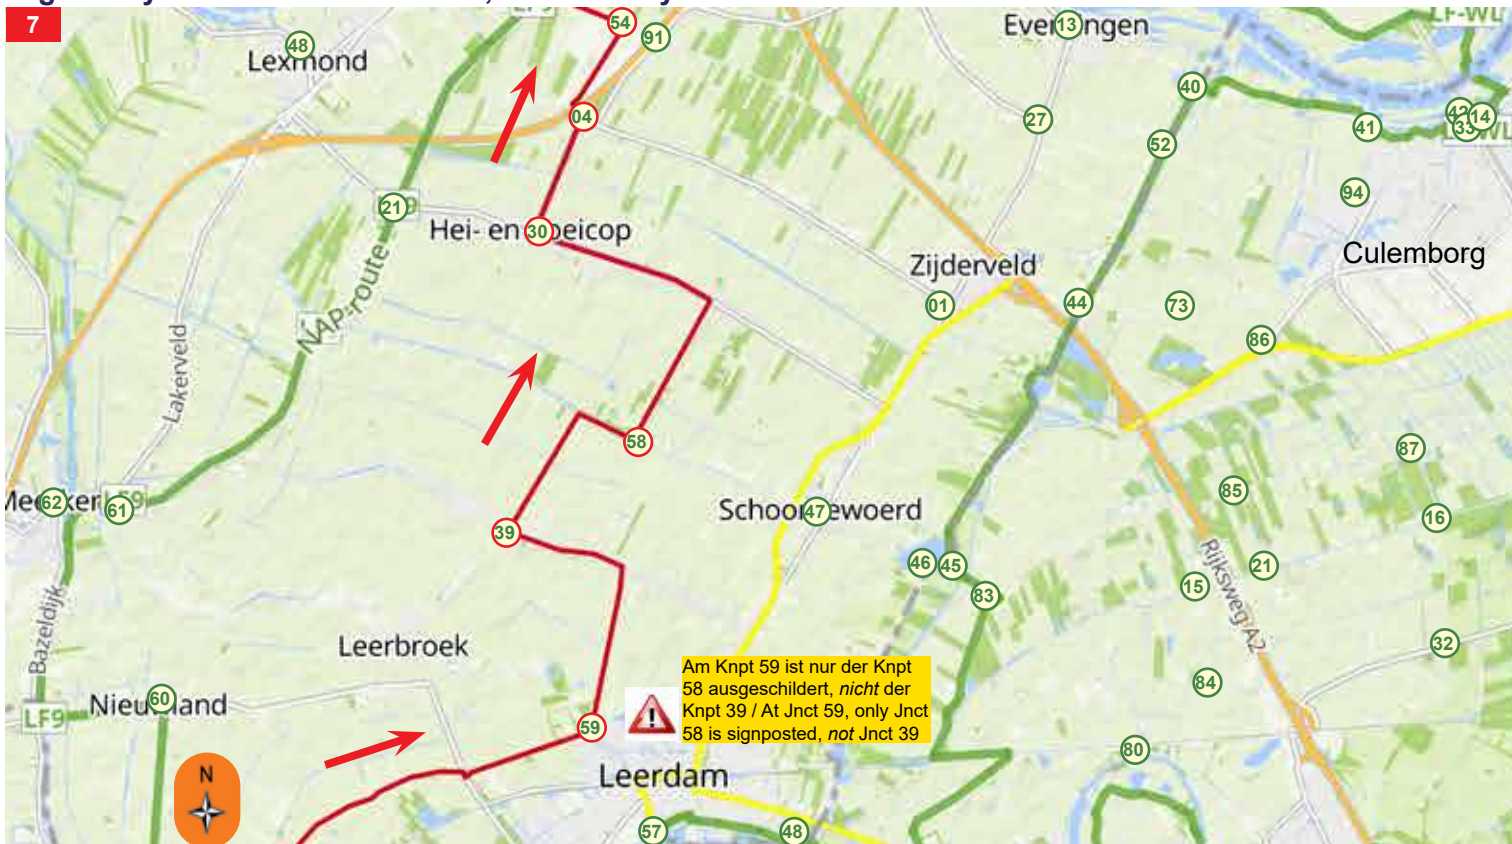 7
54
91
13
Everdingen
48
Lexmond
40
04
27
41
42
14
33
52
94
21
Hei- en Boeicop
30
Culemborg
Zijderveld
NAP-route
01
44
73
86
Lakerveld
58
87
62
61
LF9
39
Schoonrewoerd
47
85
16
Rijksweg A2
46
45
21
15
83
Bazeldijk
Leerbroek
32
Am Knpt 59 ist nur der Knpt
58 ausgeschildert, nicht der
Knpt 39 / At Jnct 59, only Jnct
58 is signposted, not Jnct 39
84
60
Nieuwland
LF9
59
80
N
Leerdam
57
48